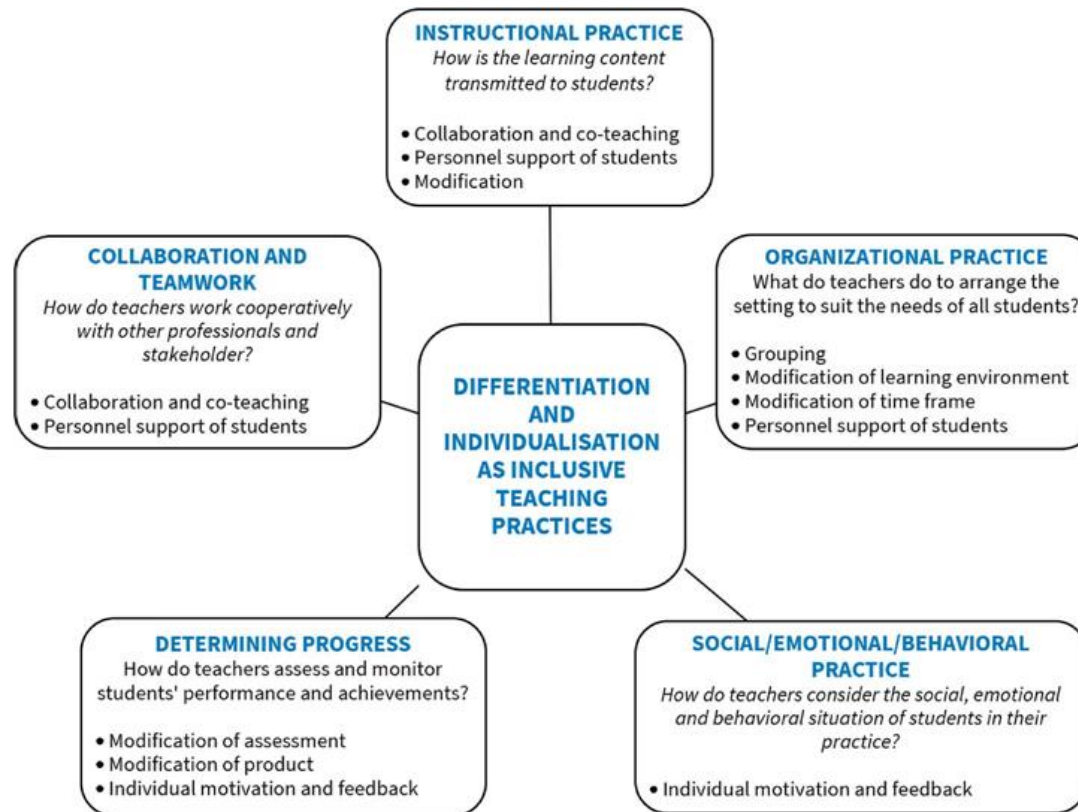 INSTRUCTIONAL PRACTICE
How is the learning content
transmitted to students?
• Collaboration and co-teaching
• Personnel support of students
• Modification
COLLABORATION AND
TEAMWORK
How do teachers work cooperatively
with other professionals and
stakeholder?
• Collaboration and co-teaching
• Personnel support of students
ORGANIZATIONAL PRACTICE
What do teachers do to arrange the
setting to suit the needs of all students?
• Grouping
• Modification of learning environment
• Modification of time frame
• Personnel support of students
DIFFERENTIATION
AND
INDIVIDUALISATION
AS INCLUSIVE
TEACHING
PRACTICES
DETERMINING PROGRESS
How do teachers assess and monitor
students' performance and achievements?
• Modification of assessment
• Modification of product
• Individual motivation and feedback
SOCIAL/EMOTIONAL/BEHAVIORAL
PRACTICE
How do teachers consider the social, emotional
and behavioral situation of students in their
practice?
• Individual motivation and feedback